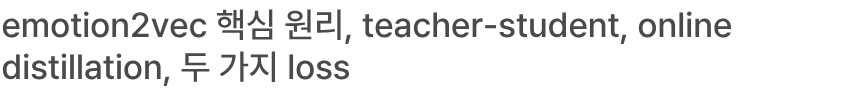 emotion2vec 핵심 원리, teacher-student, online
distillation, 두 가지 loss